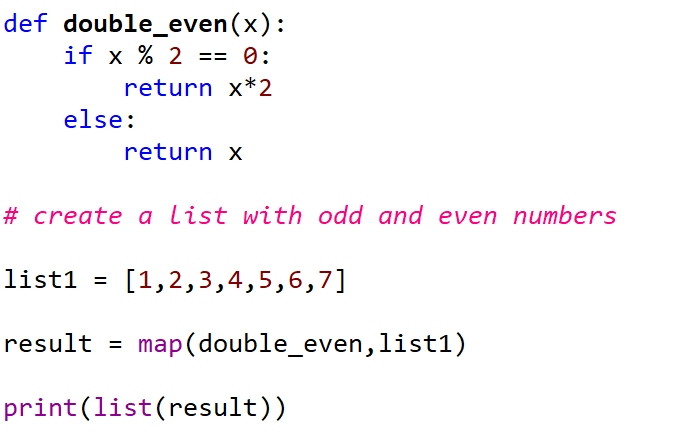 def double_even(x):
    if x % 2 == 0:
        return x*2
    else:
        return x
# create a list with odd and even numbers
list1 = [1,2,3,4,5,6,7]
result = map(double_even,list1)
print(list(result))